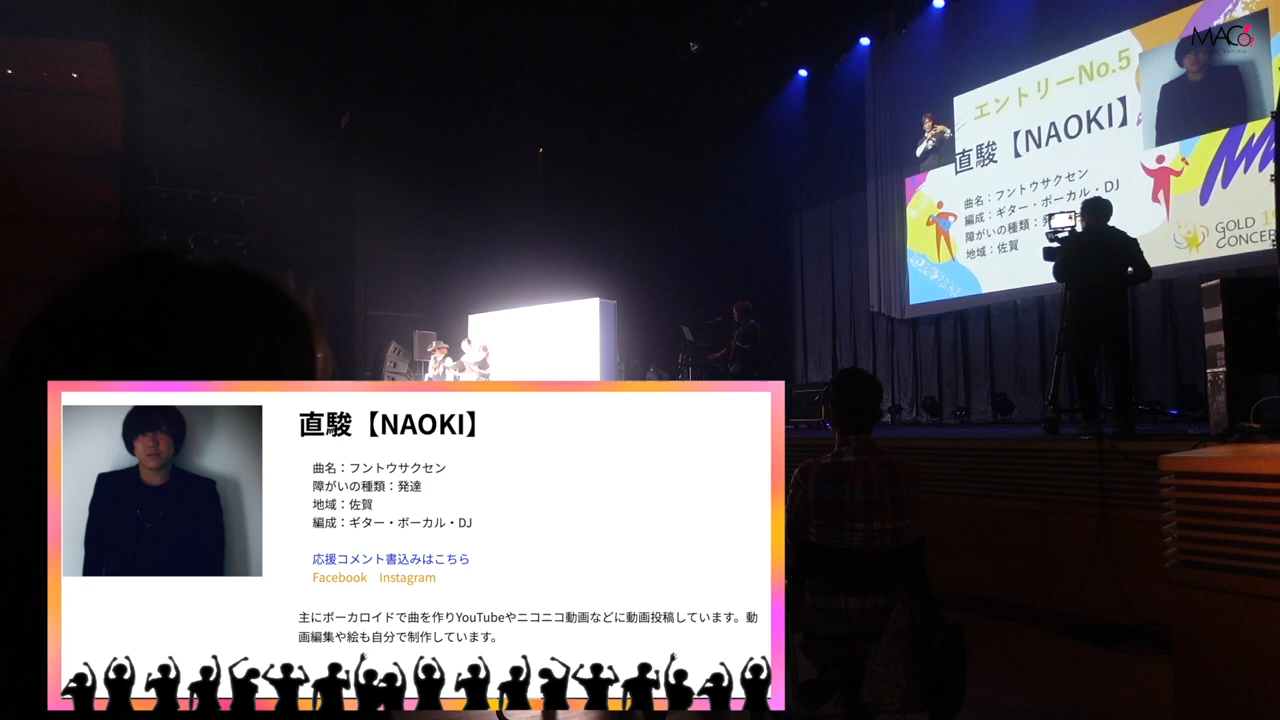 MACo!
エントリーNo.5
直駿【NAOKI】
曲名：フントウサクセン
編成：ギター・ボーカル・DJ
障がいの種類：発
地域：佐賀
GOLD
CONCER
直駿【NAOKI】
曲名：フントウサクセン
障がいの種類：発達
地域：佐賀
編成：ギター・ボーカル・DJ
応援コメント書込みはこちら
Facebook Instagram
主にボーカロイドで曲を作りYouTubeやニコニコ動画などに動画投稿しています。動
画編集や絵も自分で制作しています。